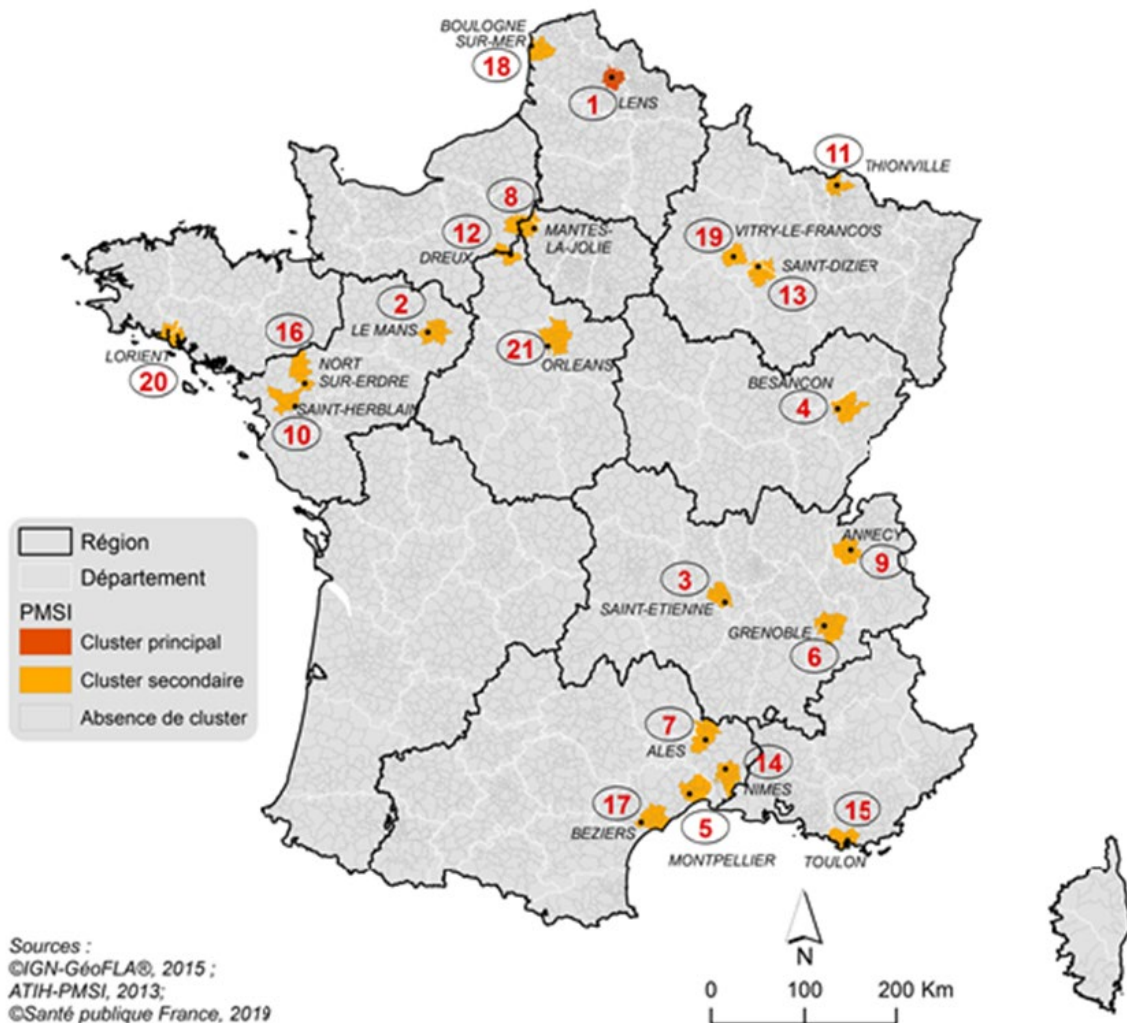 BOULOGNE
SUR-MER
18
1
LENS
11
THIONVILLE
8
MANTES-
LA-JOLIE
12
DREUX
19
VITRY-LE-FRANCO'S
SAINT-DIZIER
13
2
LE MANS
16
NORT
SUR-ERDRE
LORIENT
20
SAINT-HERBLAIN
10
21
ORLEANS
BESANÇON
4
ANNECY
9
3
SAINT-ETIENNE
GRENOBLE
6
7
ALES
14
NIMES
17
BEZIERS
5
MONTPELLIER
15
TOULON
Région
Département
PMSI
Cluster principal
Cluster secondaire
Absence de cluster
N
0 100 200 Km
Sources :
©IGN-GéoFLA®, 2015 ;
ATIH-PMSI, 2013;
©Santé publique France, 2019